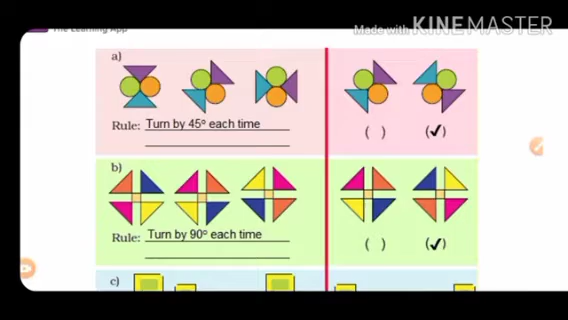 The Learning App
Made with KINEMASTER
a)
Rule: Turn by 45° each time
( ) (✓)
b)
Rule: Turn by 90° each time
( ) (✓)
c)